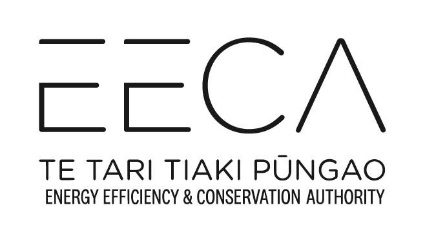 EECA
TE TARI TIAKI PŪNGAO
ENERGY EFFICIENCY & CONSERVATION AUTHORITY